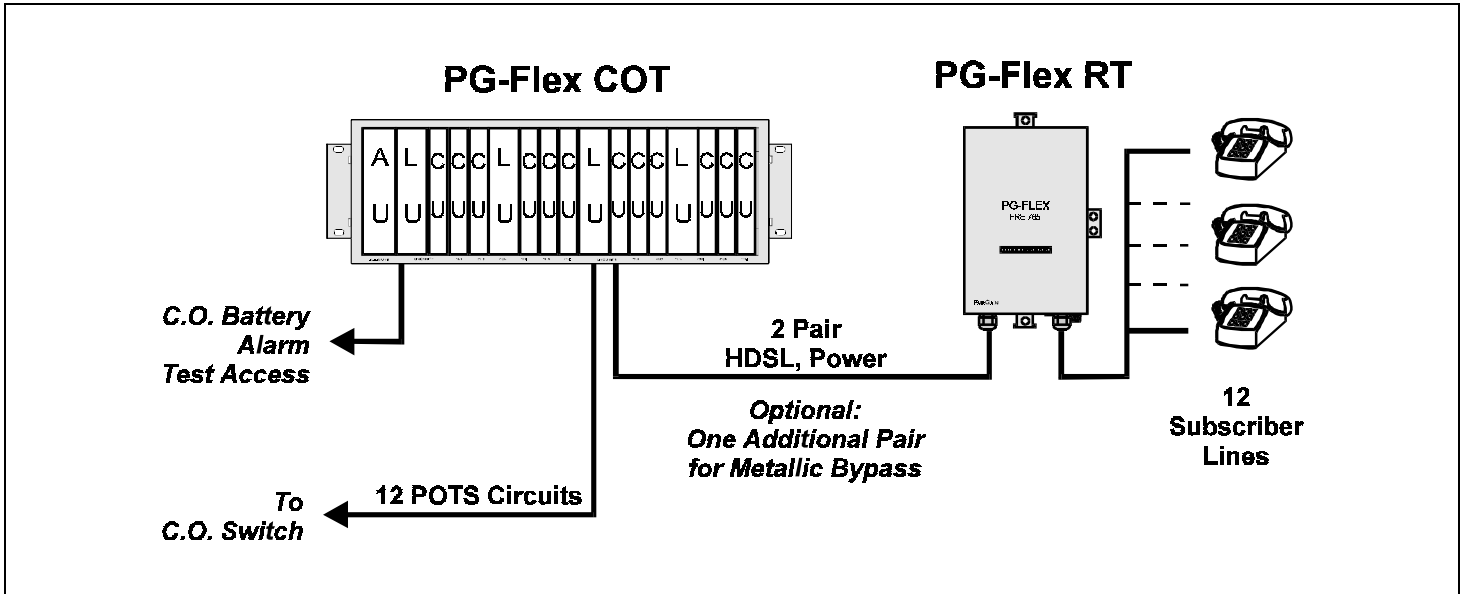 PG-Flex COT
PG-Flex RT
A L C C C L C C C L C C C L C C C
U U U U U U U U U U U U U U U U U
PG-FLEX
C.O. Battery
Alarm
Test Access
2 Pair
HDSL, Power
Optional:
One Additional Pair
for Metallic Bypass
12
Subscriber
Lines
12 POTS Circuits
To
C.O. Switch